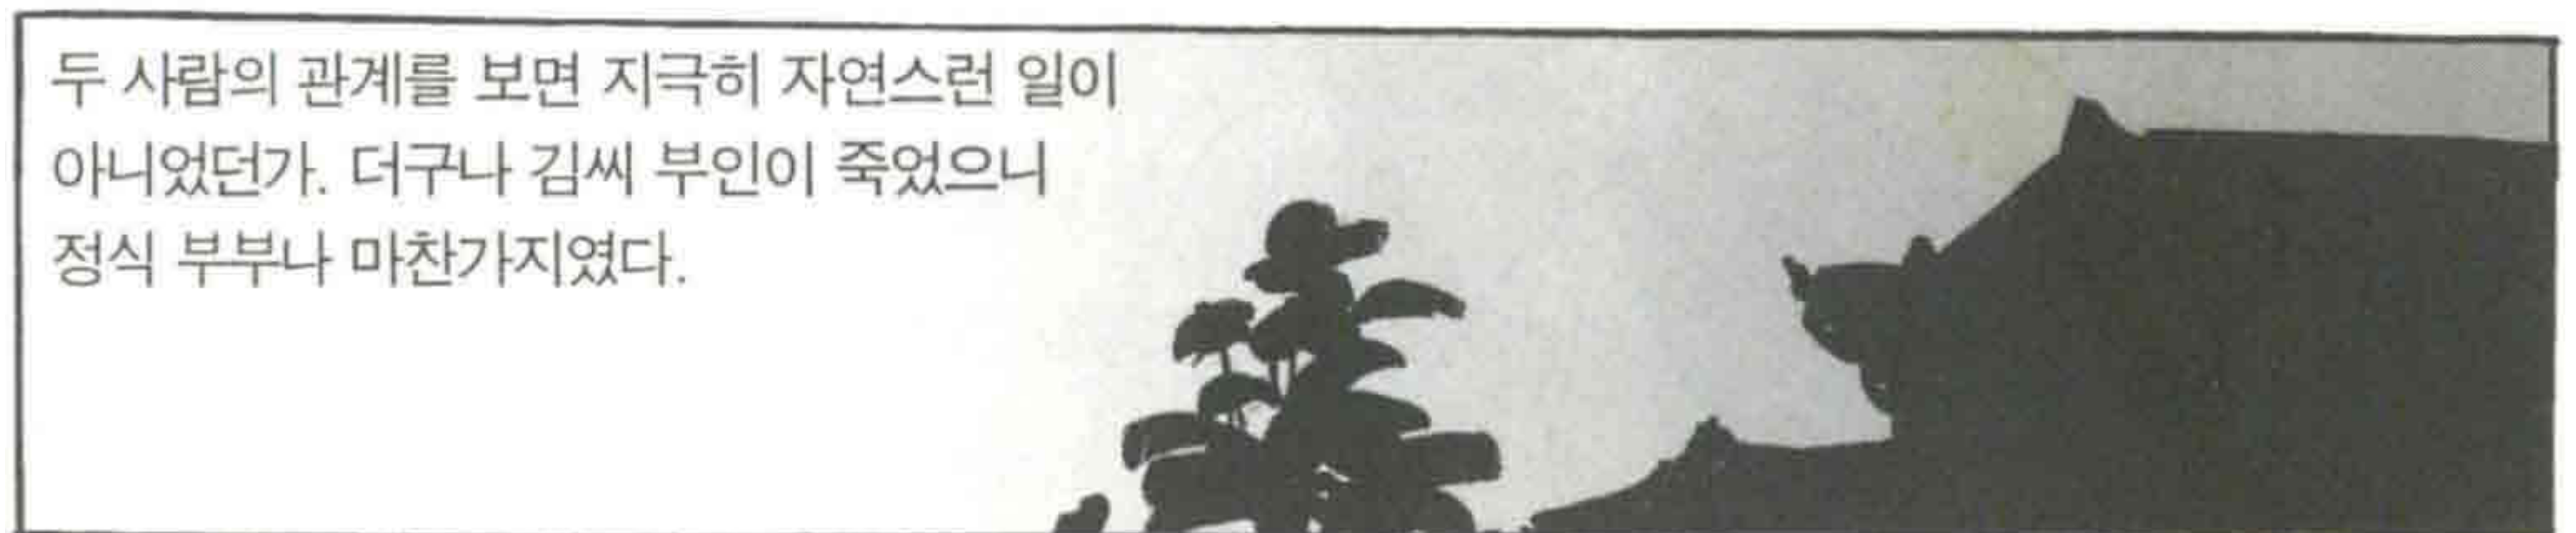 두 사람의 관계를 보면 지극히 자연스런 일이
아니었던가. 더구나 김씨 부인이 죽었으니
정식 부부나 마찬가지였다.